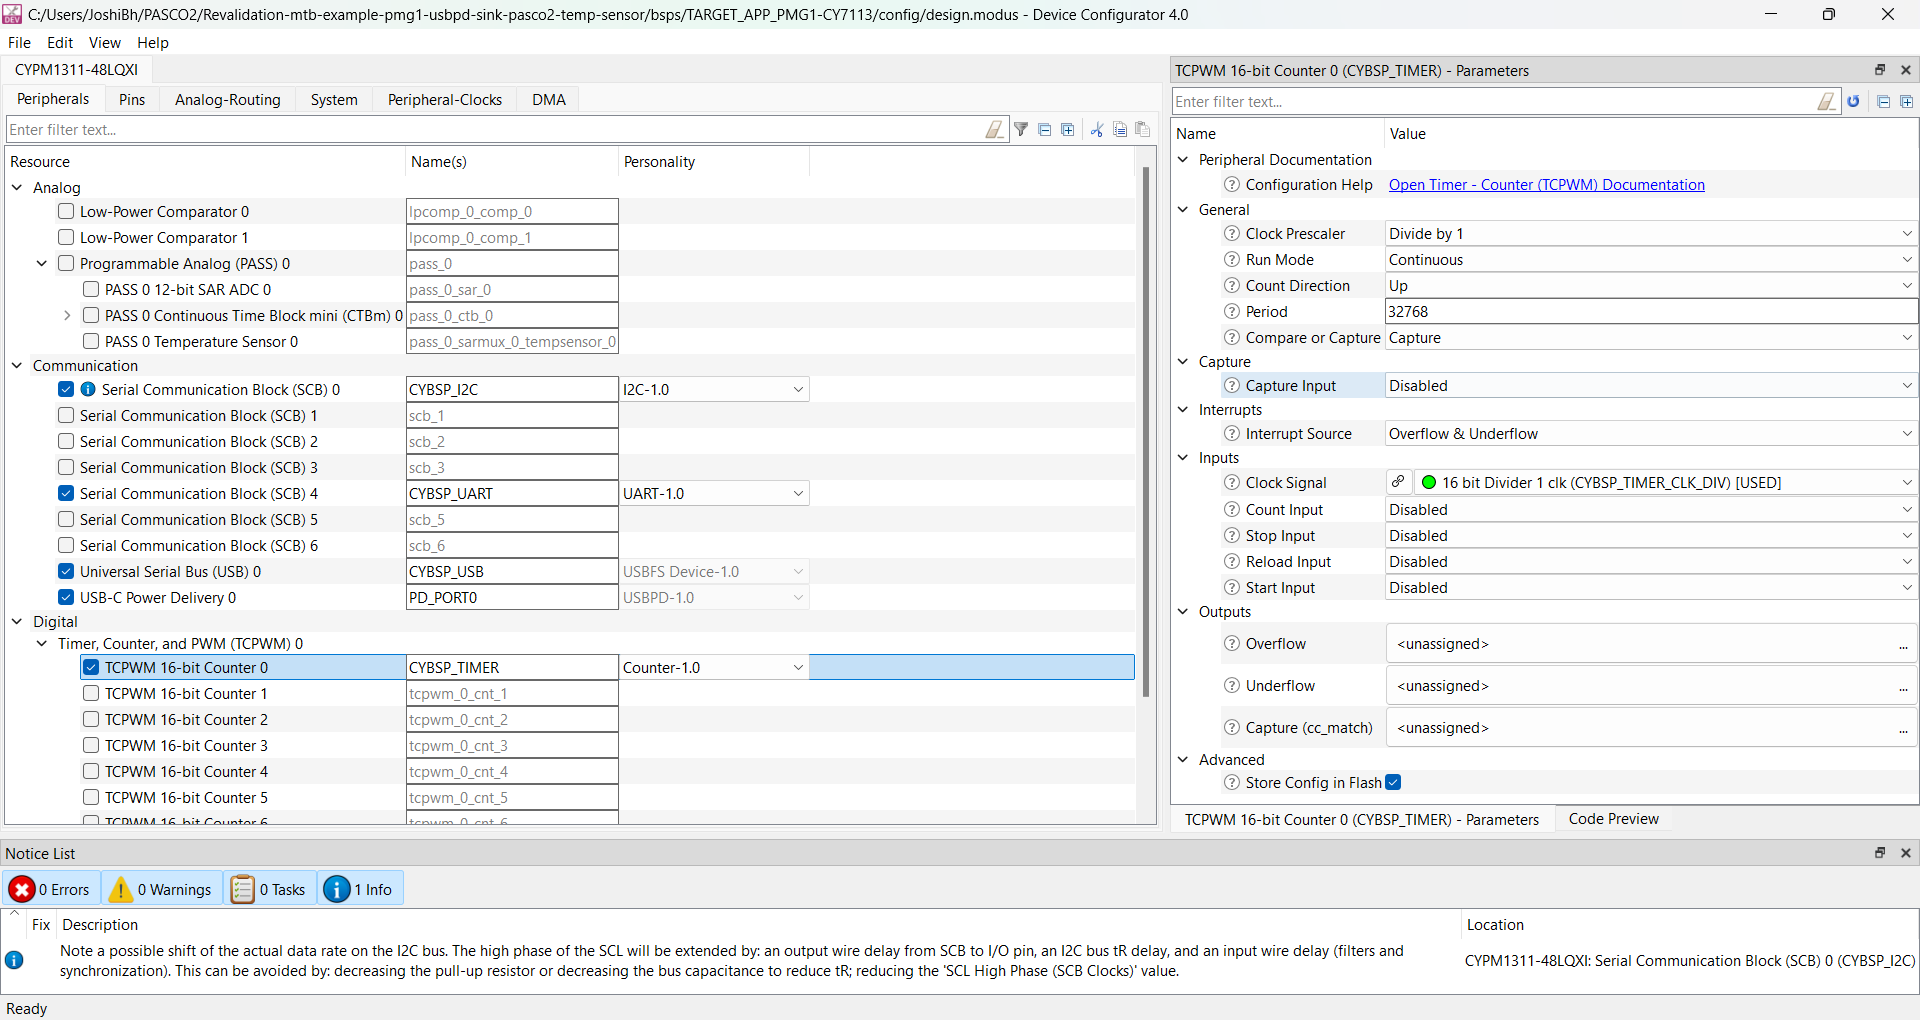 C:/Users/JoshiBh/PASCO2/Revalidation-mtb-example-pmg1-usbpd-sink-pasco2-temp-sensor/bsps/TARGET_APP_PMG1-CY7113/config/design.modus - Device Configurator 4.0
File Edit View Help
CYPM1311-48LQXI
Peripherals Pins Analog-Routing System Peripheral-Clocks DMA
Enter filter text...
Resource Name(s) Personality
Analog
Low-Power Comparator 0 lpcomp_0_comp_0
Low-Power Comparator 1 lpcomp_0_comp_1
Programmable Analog (PASS) 0 pass_0
PASS 0 12-bit SAR ADC 0 pass_0_sar_0
PASS 0 Continuous Time Block mini (CTBm) 0 pass_0_ctb_0
PASS 0 Temperature Sensor 0 pass_0_sarmux_0_tempsensor_0
Communication
Serial Communication Block (SCB) 0 CYBSP_I2C I2C-1.0
Serial Communication Block (SCB) 1 scb_1
Serial Communication Block (SCB) 2 scb_2
Serial Communication Block (SCB) 3 scb_3
Serial Communication Block (SCB) 4 CYBSP_UART UART-1.0
Serial Communication Block (SCB) 5 scb_5
Serial Communication Block (SCB) 6 scb_6
Universal Serial Bus (USB) 0 CYBSP_USB USBFS Device-1.0
USB-C Power Delivery 0 PD_PORT0 USBPD-1.0
Digital
Timer, Counter, and PWM (TCPWM) 0
TCPWM 16-bit Counter 0 CYBSP_TIMER Counter-1.0
TCPWM 16-bit Counter 1 tcpwm_0_cnt_1
TCPWM 16-bit Counter 2 tcpwm_0_cnt_2
TCPWM 16-bit Counter 3 tcpwm_0_cnt_3
TCPWM 16-bit Counter 4 tcpwm_0_cnt_4
TCPWM 16-bit Counter 5 tcpwm_0_cnt_5
TCPWM 16-bit Counter 6 tcpwm_0_cnt_6
TCPWM 16-bit Counter 0 (CYBSP_TIMER) - Parameters
Enter filter text...
Name Value
Peripheral Documentation
Configuration Help Open Timer - Counter (TCPWM) Documentation
General
Clock Prescaler Divide by 1
Run Mode Continuous
Count Direction Up
Period 32768
Compare or Capture Capture
Capture
Capture Input Disabled
Interrupts
Interrupt Source Overflow & Underflow
Inputs
Clock Signal 16 bit Divider 1 clk (CYBSP_TIMER_CLK_DIV) [USED]
Count Input Disabled
Stop Input Disabled
Reload Input Disabled
Start Input Disabled
Outputs
Overflow <unassigned> ...
Underflow <unassigned> ...
Capture (cc_match) <unassigned> ...
Advanced
Store Config in Flash
TCPWM 16-bit Counter 0 (CYBSP_TIMER) - Parameters Code Preview
Notice List
0 Errors 0 Warnings 0 Tasks 1 Info
Fix Description Location
Note a possible shift of the actual data rate on the I2C bus. The high phase of the SCL will be extended by: an output wire delay from SCB to I/O pin, an I2C bus tR delay, and an input wire delay (filters and
synchronization). This can be avoided by: decreasing the pull-up resistor or decreasing the bus capacitance to reduce tR; reducing the 'SCL High Phase (SCB Clocks)' value.
CYPM1311-48LQXI: Serial Communication Block (SCB) 0 (CYBSP_I2C)
Ready